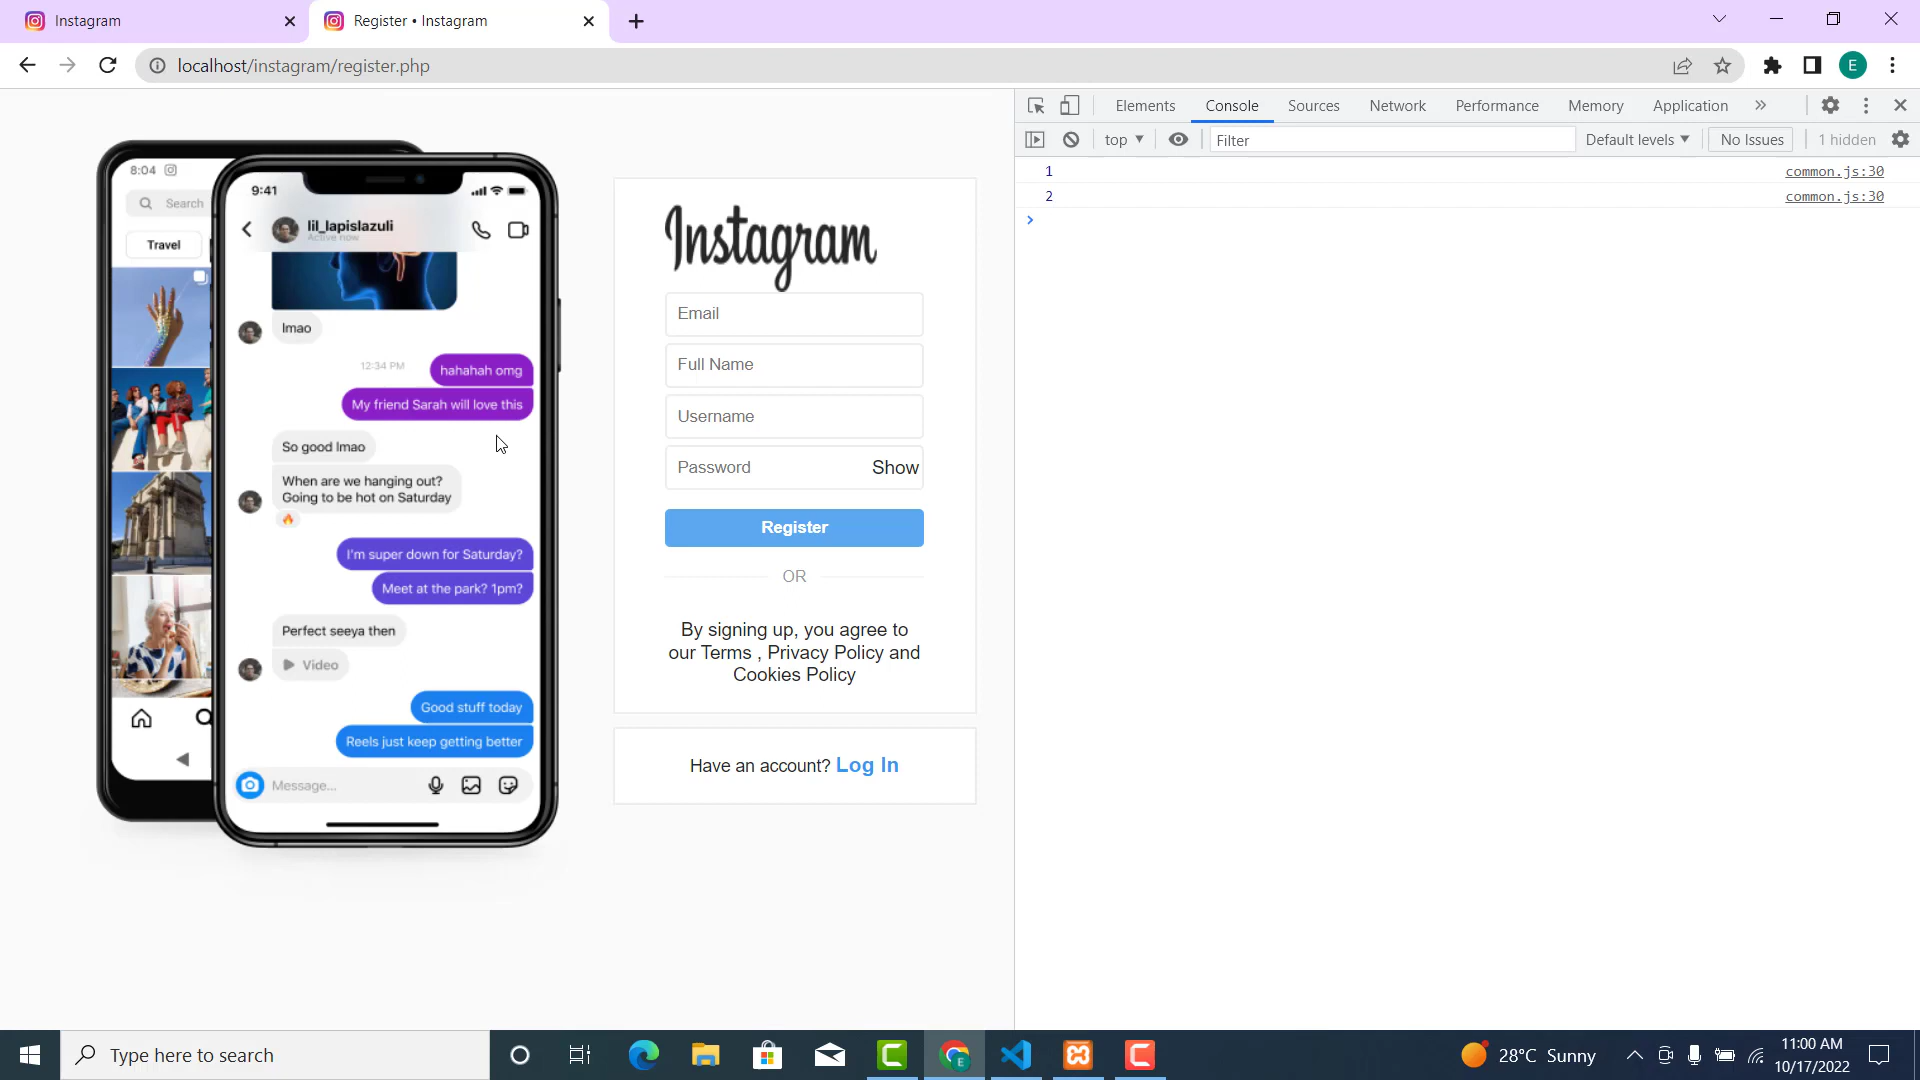 Instagram
Register • Instagram
localhost/instagram/register.php
E
Elements Console Sources Network Performance Memory Application
top Filter Default levels No Issues 1 hidden
1 common.js:30
2 common.js:30
8:04
Search
Travel
9:41
lil_lapislazuli
Active now
lmao
12:34 PM
hahahah omg
My friend Sarah will love this
So good lmao
When are we hanging out?
Going to be hot on Saturday
I'm super down for Saturday?
Meet at the park? 1pm?
Perfect seeya then
Video
Good stuff today
Reels just keep getting better
Message...
Instagram
Email
Full Name
Username
Password Show
Register
OR
By signing up, you agree to
our Terms , Privacy Policy and
Cookies Policy
Have an account? Log In
Type here to search
28°C Sunny
11:00 AM
10/17/2022